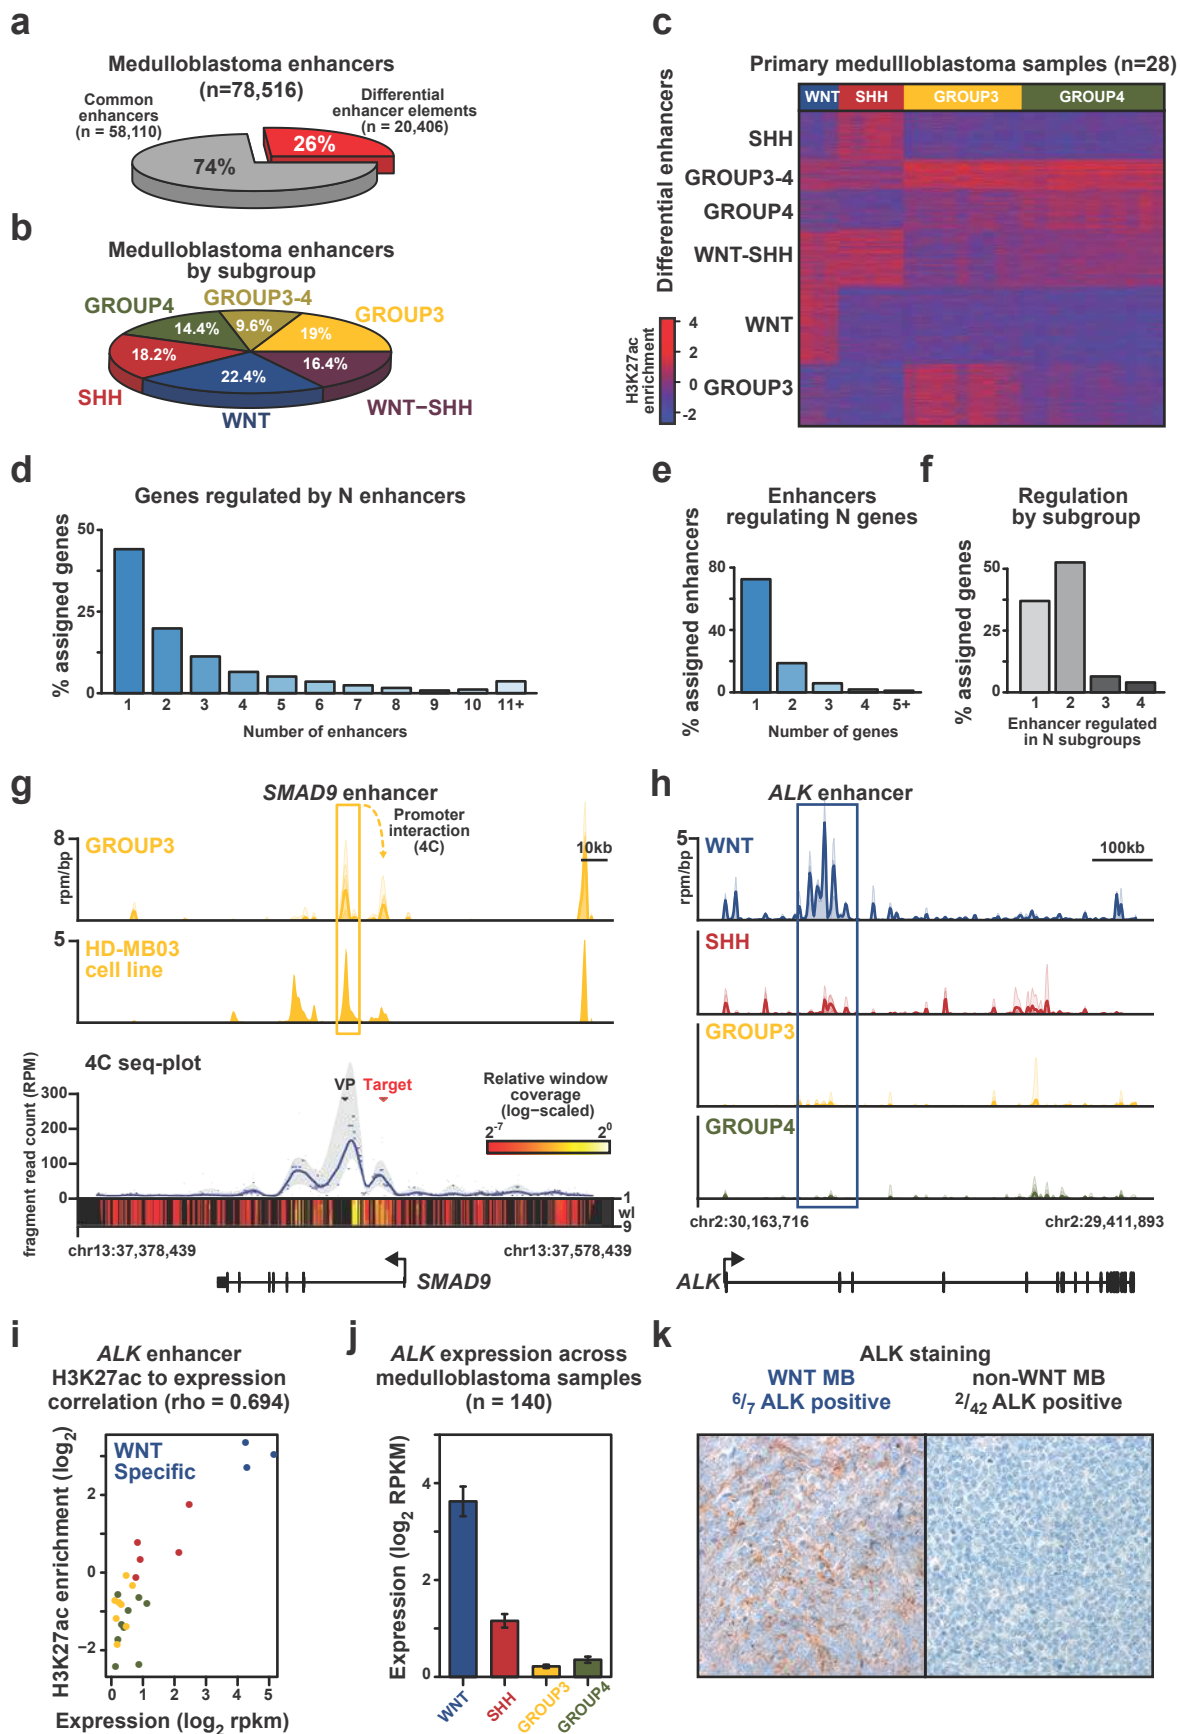 a
Medulloblastoma enhancers
(n=78,516)
Common
enhancers
(n = 58,110)
Differential
enhancer elements
(n = 20,406)
74%
26%
b
Medulloblastoma enhancers
by subgroup
GROUP4
GROUP3-4
GROUP3
14.4%
9.6%
19%
18.2%
22.4%
16.4%
SHH
WNT
WNT−SHH
c
Primary medullloblastoma samples (n=28)
WNT
SHH
GROUP3
GROUP4
Differential enhancers
SHH
GROUP3-4
GROUP4
WNT-SHH
WNT
GROUP3
H3K27ac
enrichment
4
2
0
-2
d
Genes regulated by N enhancers
% assigned genes
50
25
0
1 2 3 4 5 6 7 8 9 10 11+
Number of enhancers
e
Enhancers
regulating N genes
% assigned enhancers
80
40
0
1 2 3 4 5+
Number of genes
f
Regulation
by subgroup
% assigned genes
50
25
0
1 2 3 4
Enhancer regulated
in N subgroups
g
SMAD9 enhancer
8
rpm/bp
GROUP3
Promoter
interaction
(4C)
10kb
5
HD-MB03
cell line
4C seq-plot
fragment read count (RPM)
300
200
100
0
VP
Target
Relative window
coverage
(log−scaled)
2-7
20
1
wl
9
chr13:37,378,439
chr13:37,578,439
SMAD9
h
ALK enhancer
5
rpm/bp
WNT
100kb
SHH
GROUP3
GROUP4
chr2:30,163,716
chr2:29,411,893
ALK
i
ALK enhancer
H3K27ac to expression
correlation (rho = 0.694)
H3K27ac enrichment (log2)
WNT
Specific
2
0
−2
0 1 2 3 4 5
Expression (log2 rpkm)
j
ALK expression across
medulloblastoma samples
(n = 140)
Expression (log2 RPKM)
4
2
0
WNT
SHH
GROUP3
GROUP4
k
ALK staining
WNT MB
6/7 ALK positive
non-WNT MB
2/42 ALK positive